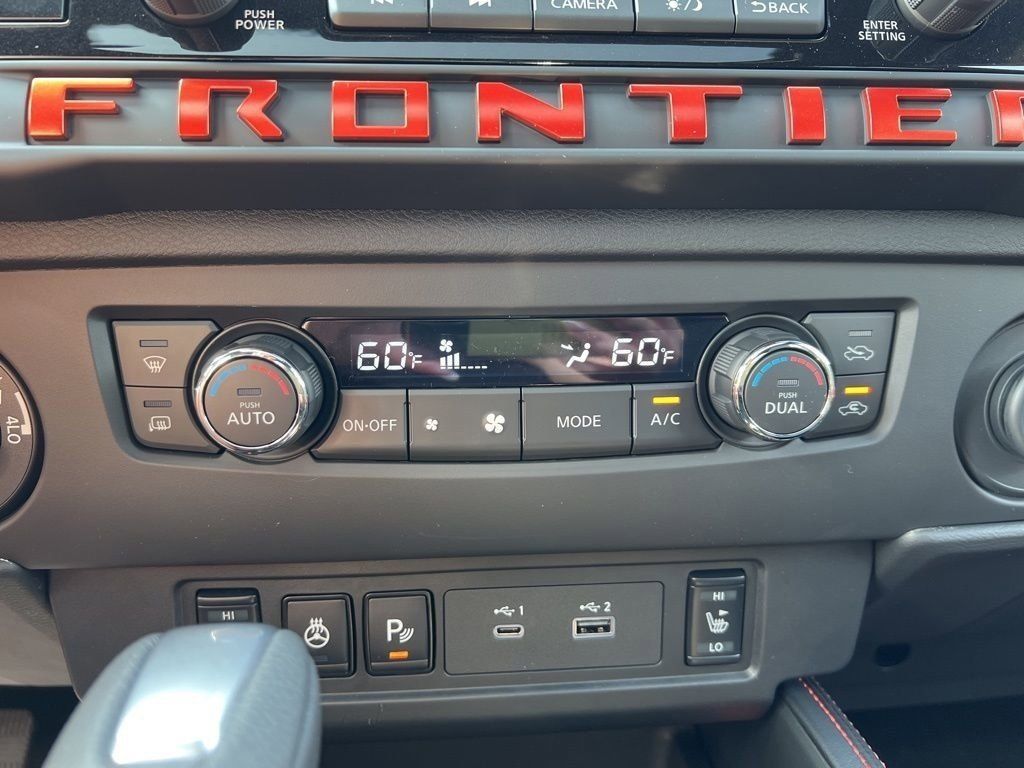 PUSH
POWER
CAMERA
BACK
ENTER
SETTING
FRONTIER
4LO
60°F
60°F
PUSH
AUTO
ON·OFF
MODE
A/C
PUSH
DUAL
HI
P
1
2
HI
LO